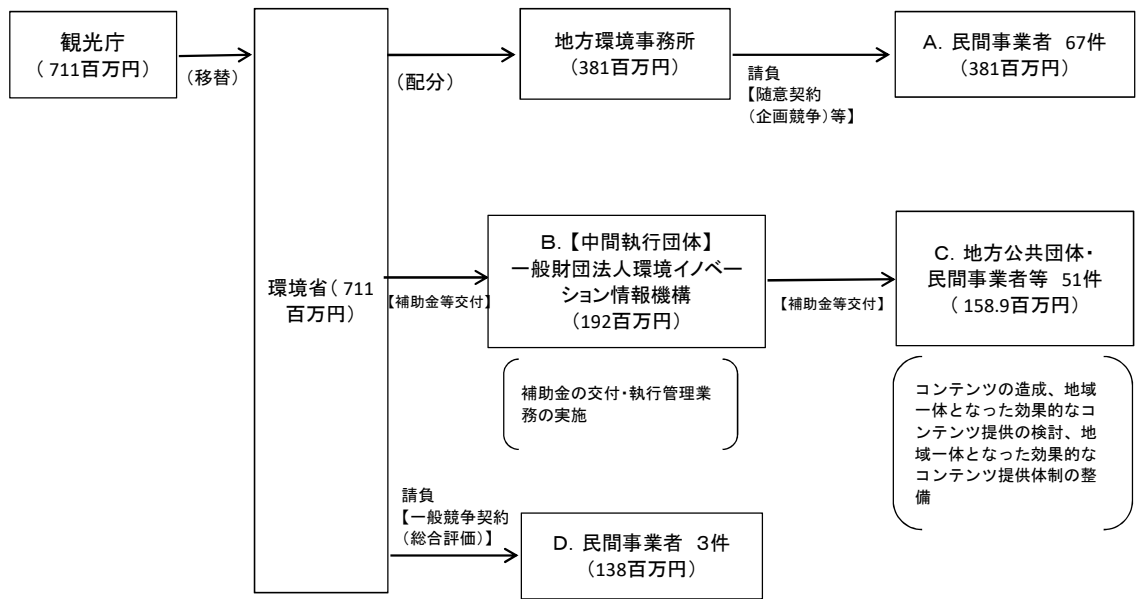 観光庁
（711百万円）
（移替）
環境省（711
百万円）
（配分）
地方環境事務所
（381百万円）
請負
【随意契約
（企画競争）等】
A. 民間事業者 67件
（381百万円）
【補助金等交付】
B.【中間執行団体】
一般財団法人環境イノベー
ション情報機構
（192百万円）
【補助金等交付】
C. 地方公共団体・
民間事業者等 51件
（158.9百万円）
補助金の交付・執行管理業
務の実施
コンテンツの造成、地域
一体となった効果的なコ
ンテンツ提供の検討、地
域一体となった効果的な
コンテンツ提供体制の整
備
請負
【一般競争契約
（総合評価）】
D. 民間事業者 3件
（138百万円）